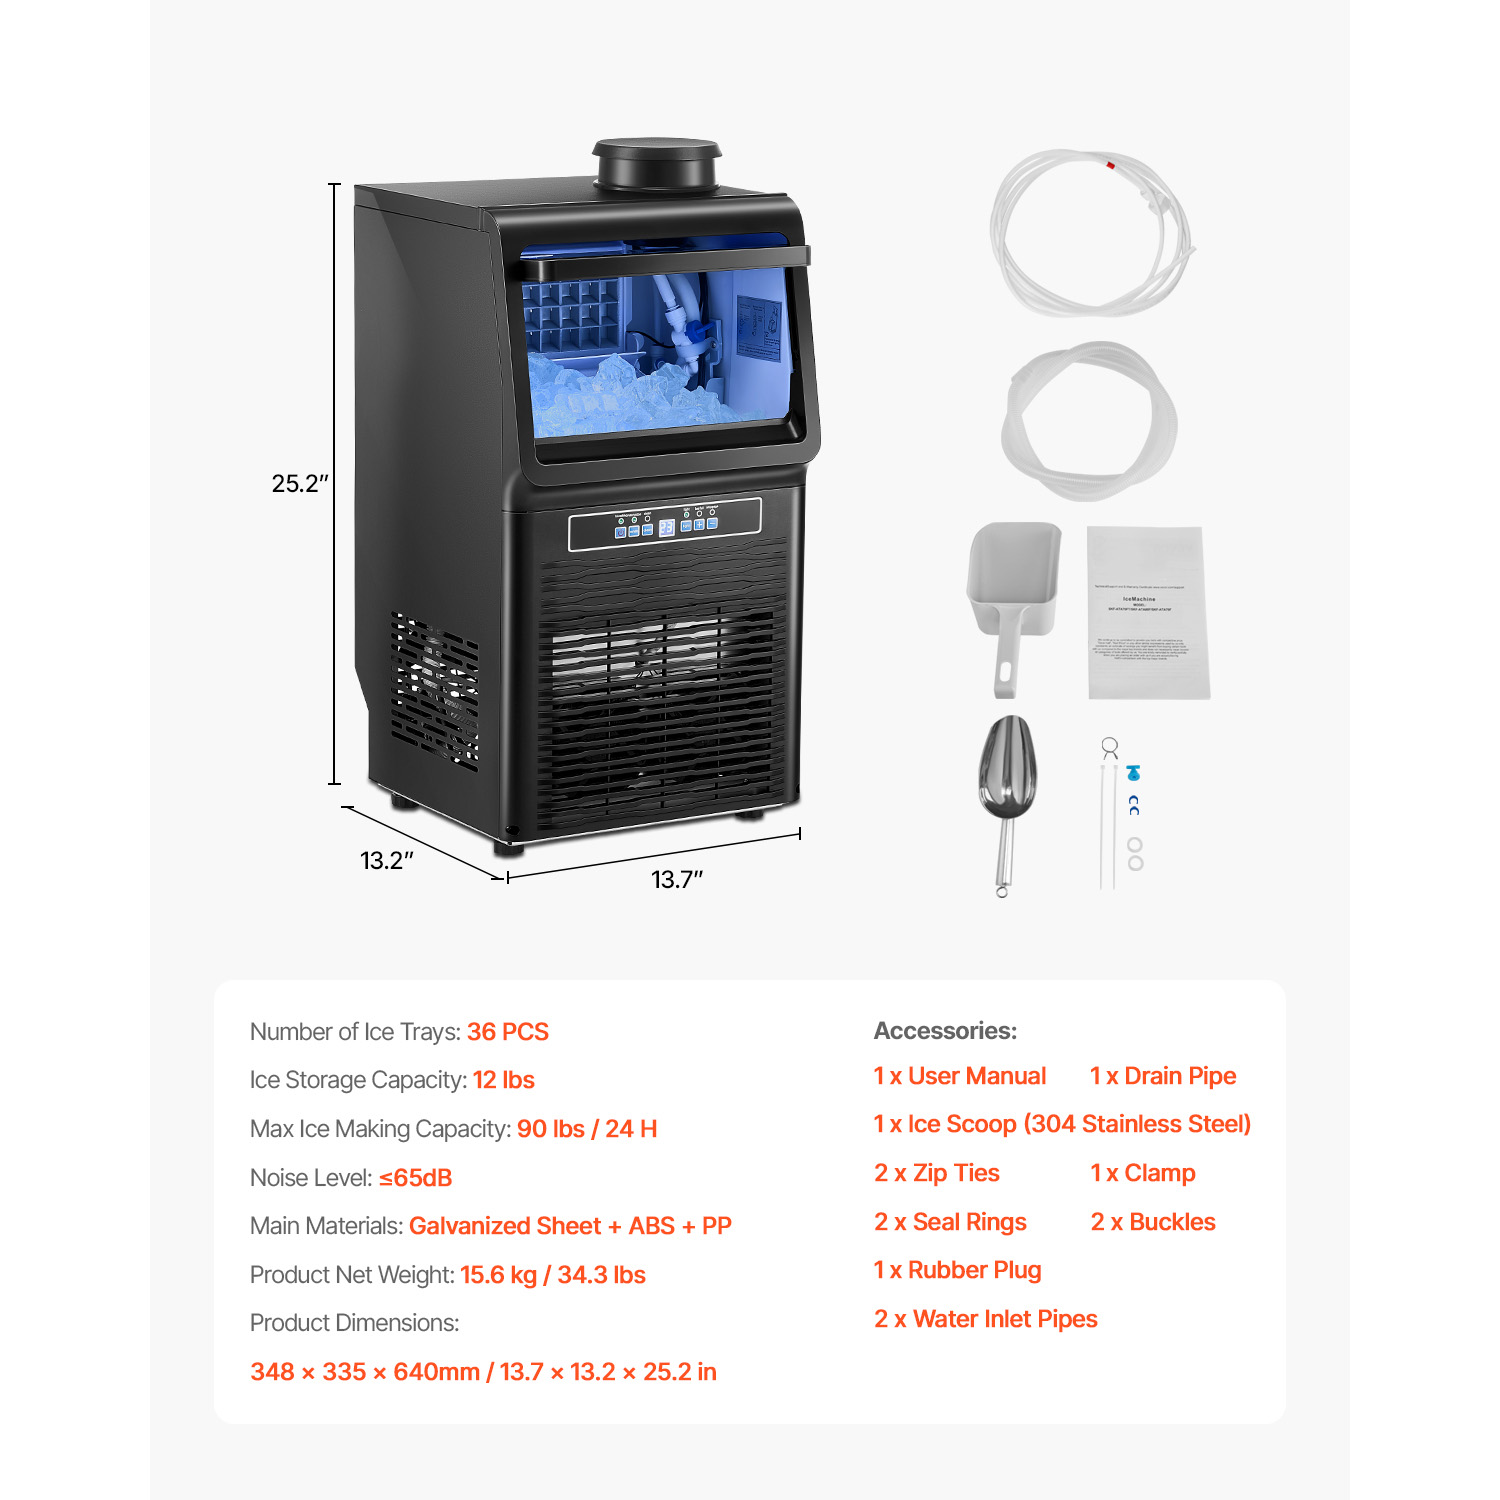 25.2"
13.2"
13.7"
23
IceMachine
MODEL:
Number of Ice Trays: 36 PCS
Ice Storage Capacity: 12 lbs
Max Ice Making Capacity: 90 lbs / 24 H
Noise Level: ≤65dB
Main Materials: Galvanized Sheet + ABS + PP
Product Net Weight: 15.6 kg / 34.3 lbs
Product Dimensions:
348 × 335 × 640mm / 13.7 × 13.2 × 25.2 in
Accessories:
1 x User Manual 1 x Drain Pipe
1 x Ice Scoop (304 Stainless Steel)
2 x Zip Ties 1 x Clamp
2 x Seal Rings 2 x Buckles
1 x Rubber Plug
2 x Water Inlet Pipes